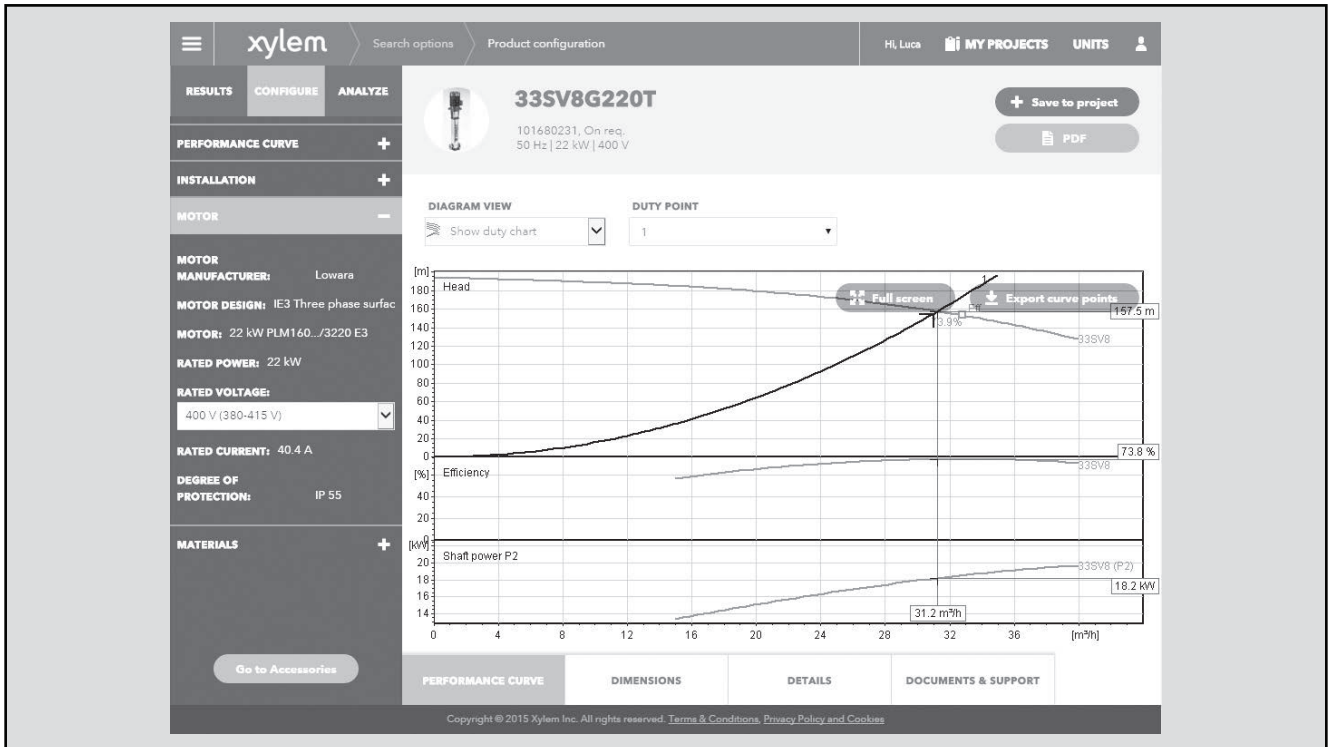 xylem
Search options
Product configuration
Hi, Luca
MY PROJECTS
UNITS
RESULTS
CONFIGURE
ANALYZE
33SV8G220T
101680231, On req.
50 Hz | 22 kW | 400 V
+ Save to project
PDF
PERFORMANCE CURVE +
INSTALLATION +
MOTOR −
MOTOR
MANUFACTURER: Lowara
MOTOR DESIGN: IE3 Three phase surfac
MOTOR: 22 kW PLM160.../3220 E3
RATED POWER: 22 kW
RATED VOLTAGE:
400 V (380-415 V)
RATED CURRENT: 40.4 A
DEGREE OF
PROTECTION: IP 55
MATERIALS +
Go to Accessories
DIAGRAM VIEW
Show duty chart
DUTY POINT
1
[m]
Head
180
160
140
120
100
80
60
40
20
0
1
Full screen
Export curve points
Eff
3.9%
157.5 m
33SV8
73.8 %
[%]
Efficiency
40
20
0
33SV8
[kW]
Shaft power P2
20
18
16
14
33SV8 (P2)
18.2 kW
31.2 m³/h
0 4 8 12 16 20 24 28 32 36 [m³/h]
PERFORMANCE CURVE
DIMENSIONS
DETAILS
DOCUMENTS & SUPPORT
Copyright © 2015 Xylem Inc. All rights reserved. Terms & Conditions, Privacy Policy and Cookies